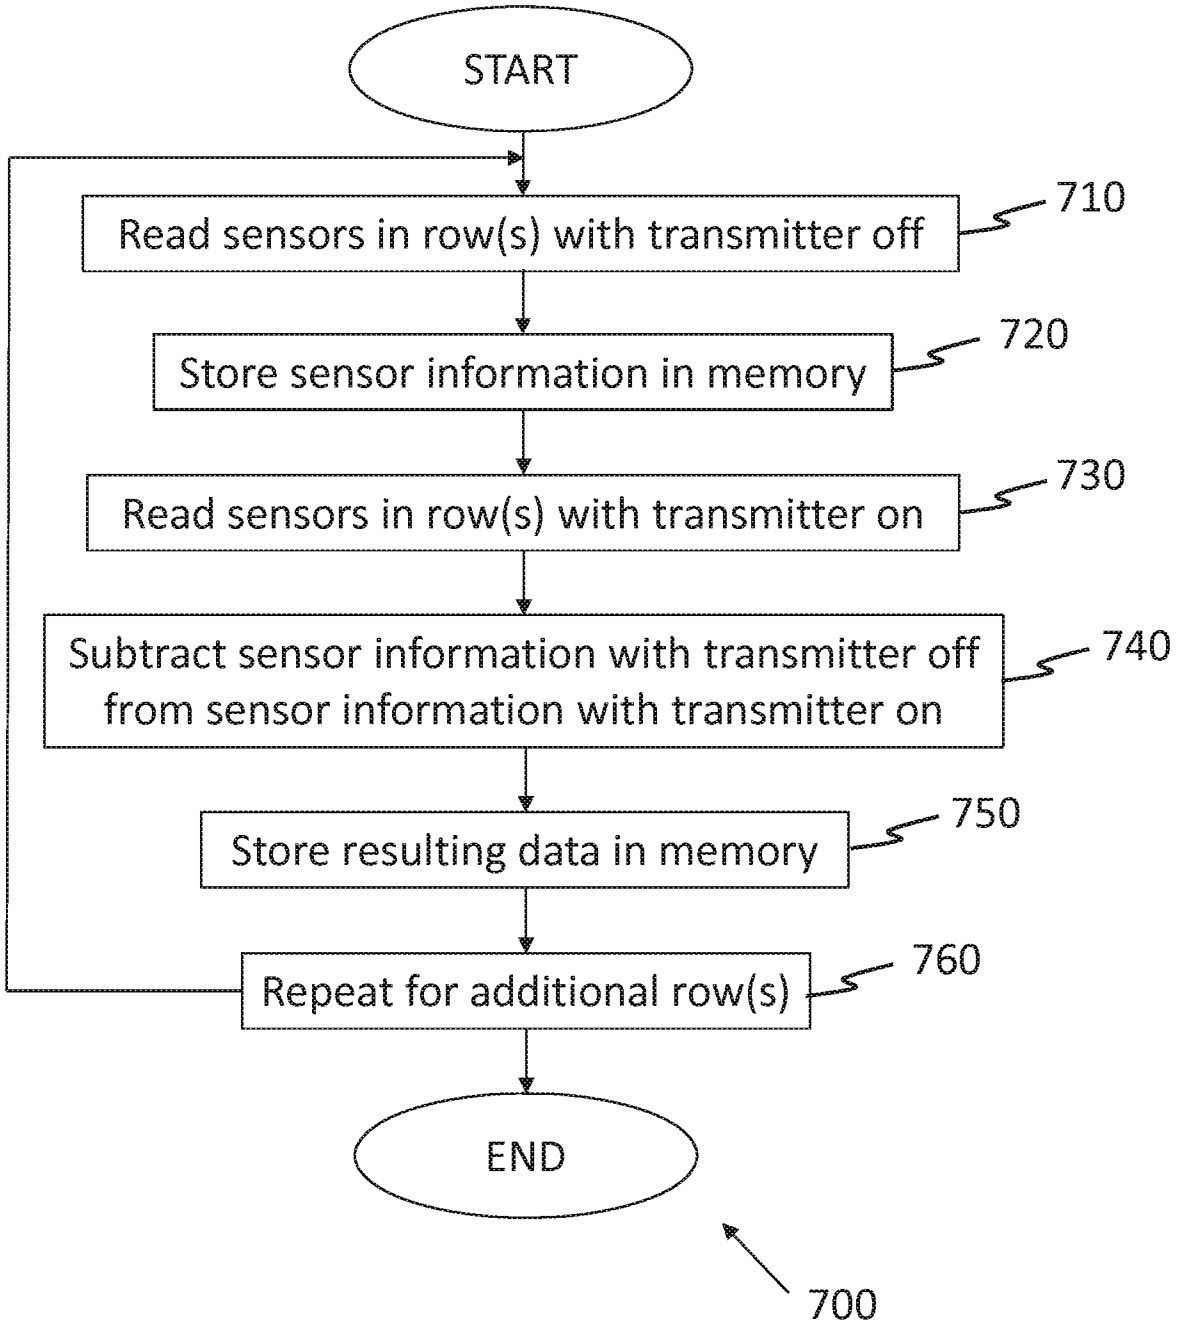 START
Read sensors in row(s) with transmitter off
710
Store sensor information in memory
720
Read sensors in row(s) with transmitter on
730
Subtract sensor information with transmitter off
from sensor information with transmitter on
740
Store resulting data in memory
750
Repeat for additional row(s)
760
END
700